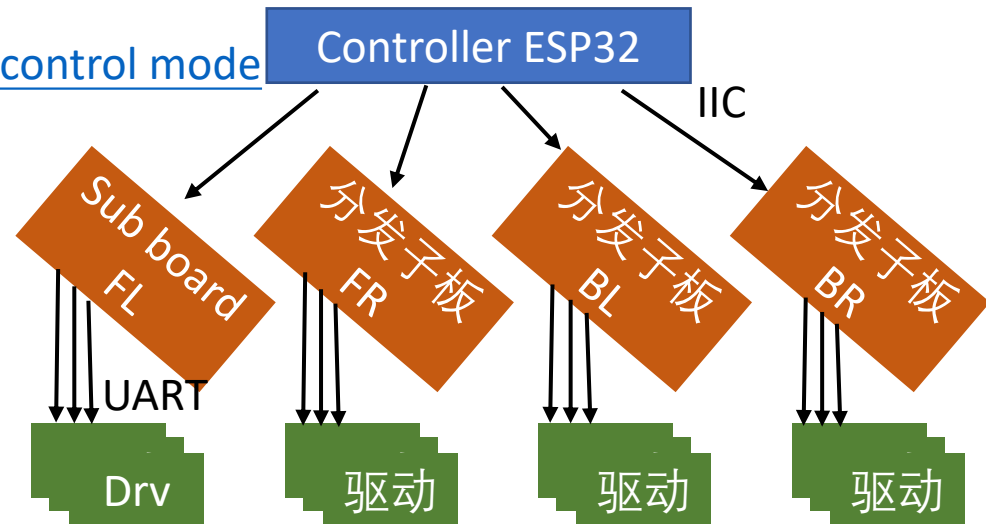 Controller ESP32
control mode
IIC
Sub board
FL
分发子板
FR
分发子板
BL
分发子板
BR
UART
Drv
驱动
驱动
驱动